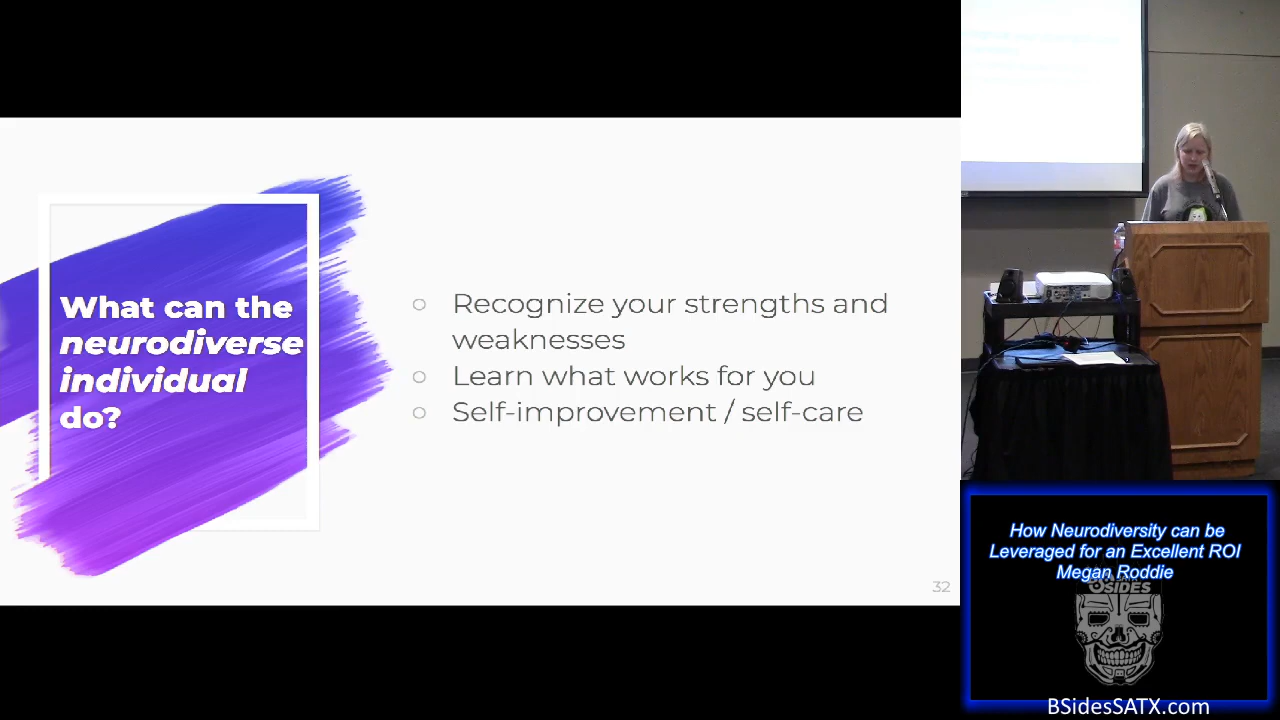 What can the
neurodiverse
individual
do?
○ Recognize your strengths and
weaknesses
○ Learn what works for you
○ Self-improvement / self-care
32
How Neurodiversity can be
Leveraged for an Excellent ROI
Megan Roddie
BSIDES
BSidesSATX.com